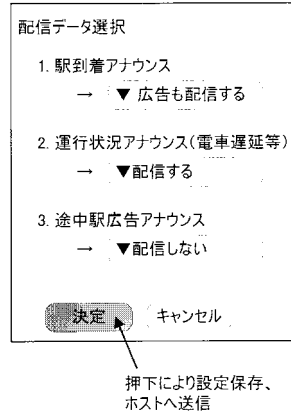 配信データ選択
1. 駅到着アナウンス
→ ▼ 広告も配信する
2. 運行状況アナウンス(電車遅延等)
→ ▼配信する
3. 途中駅広告アナウンス
→ ▼配信しない
決定 キャンセル
押下により設定保存、
ホストへ送信